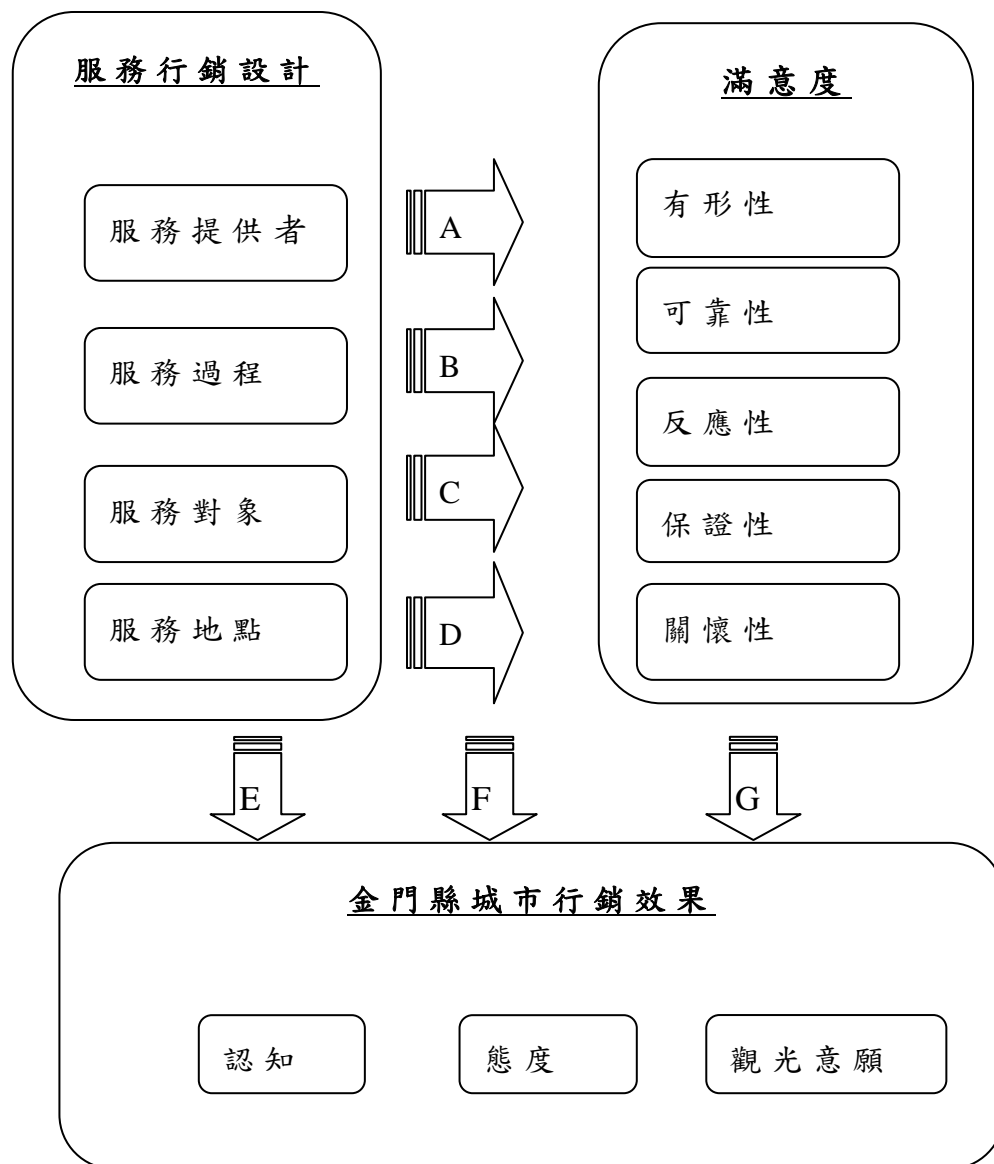 服務行銷設計
滿意度
服務提供者
A
有形性
可靠性
服務過程
B
反應性
服務對象
C
保證性
服務地點
D
關懷性
E
F
G
金門縣城市行銷效果
認知
態度
觀光意願